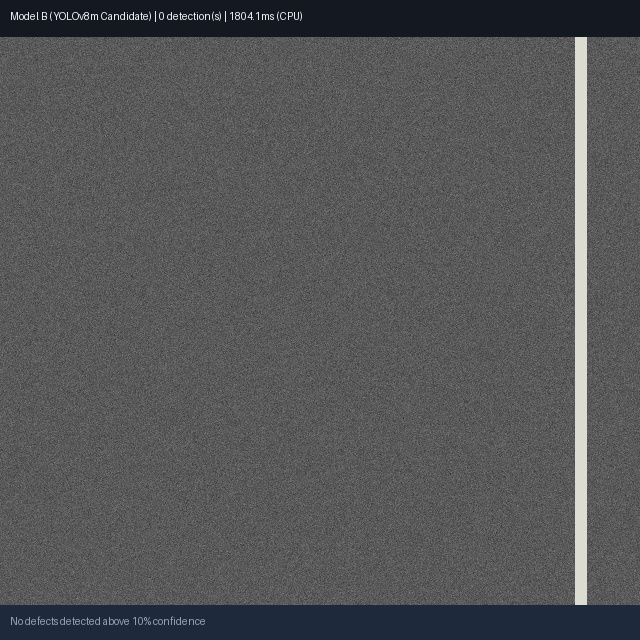 Model B (YOLOv8m Candidate) | 0 detection(s) | 1804.1ms (CPU)
No defects detected above 10% confidence